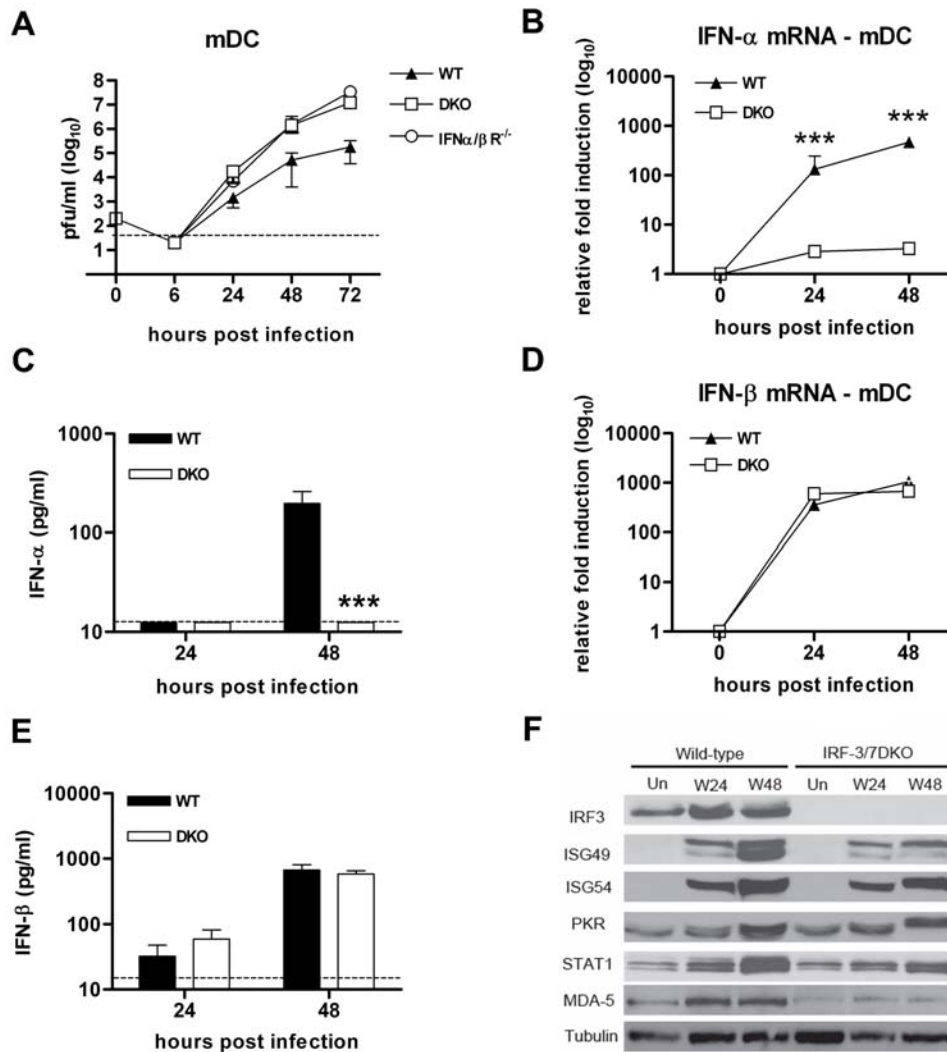 A
mDC
WT
DKO
IFNα/β R-/-
pfu/ml (log10)
8
7
6
5
4
3
2
1
0 6 24 48 72
hours post infection
B
IFN-α mRNA - mDC
WT
DKO
relative fold induction (log10)
10000
1000
100
10
1
*** ***
0 24 48
hours post infection
C
WT
DKO
IFN-α (pg/ml)
1000
100
10
***
24 48
hours post infection
D
IFN-β mRNA - mDC
WT
DKO
relative fold induction (log10)
10000
1000
100
10
1
0 24 48
hours post infection
E
WT
DKO
IFN-β (pg/ml)
10000
1000
100
10
24 48
hours post infection
F
Wild-type IRF-3/7DKO
Un W24 W48 Un W24 W48
IRF3
ISG49
ISG54
PKR
STAT1
MDA-5
Tubulin